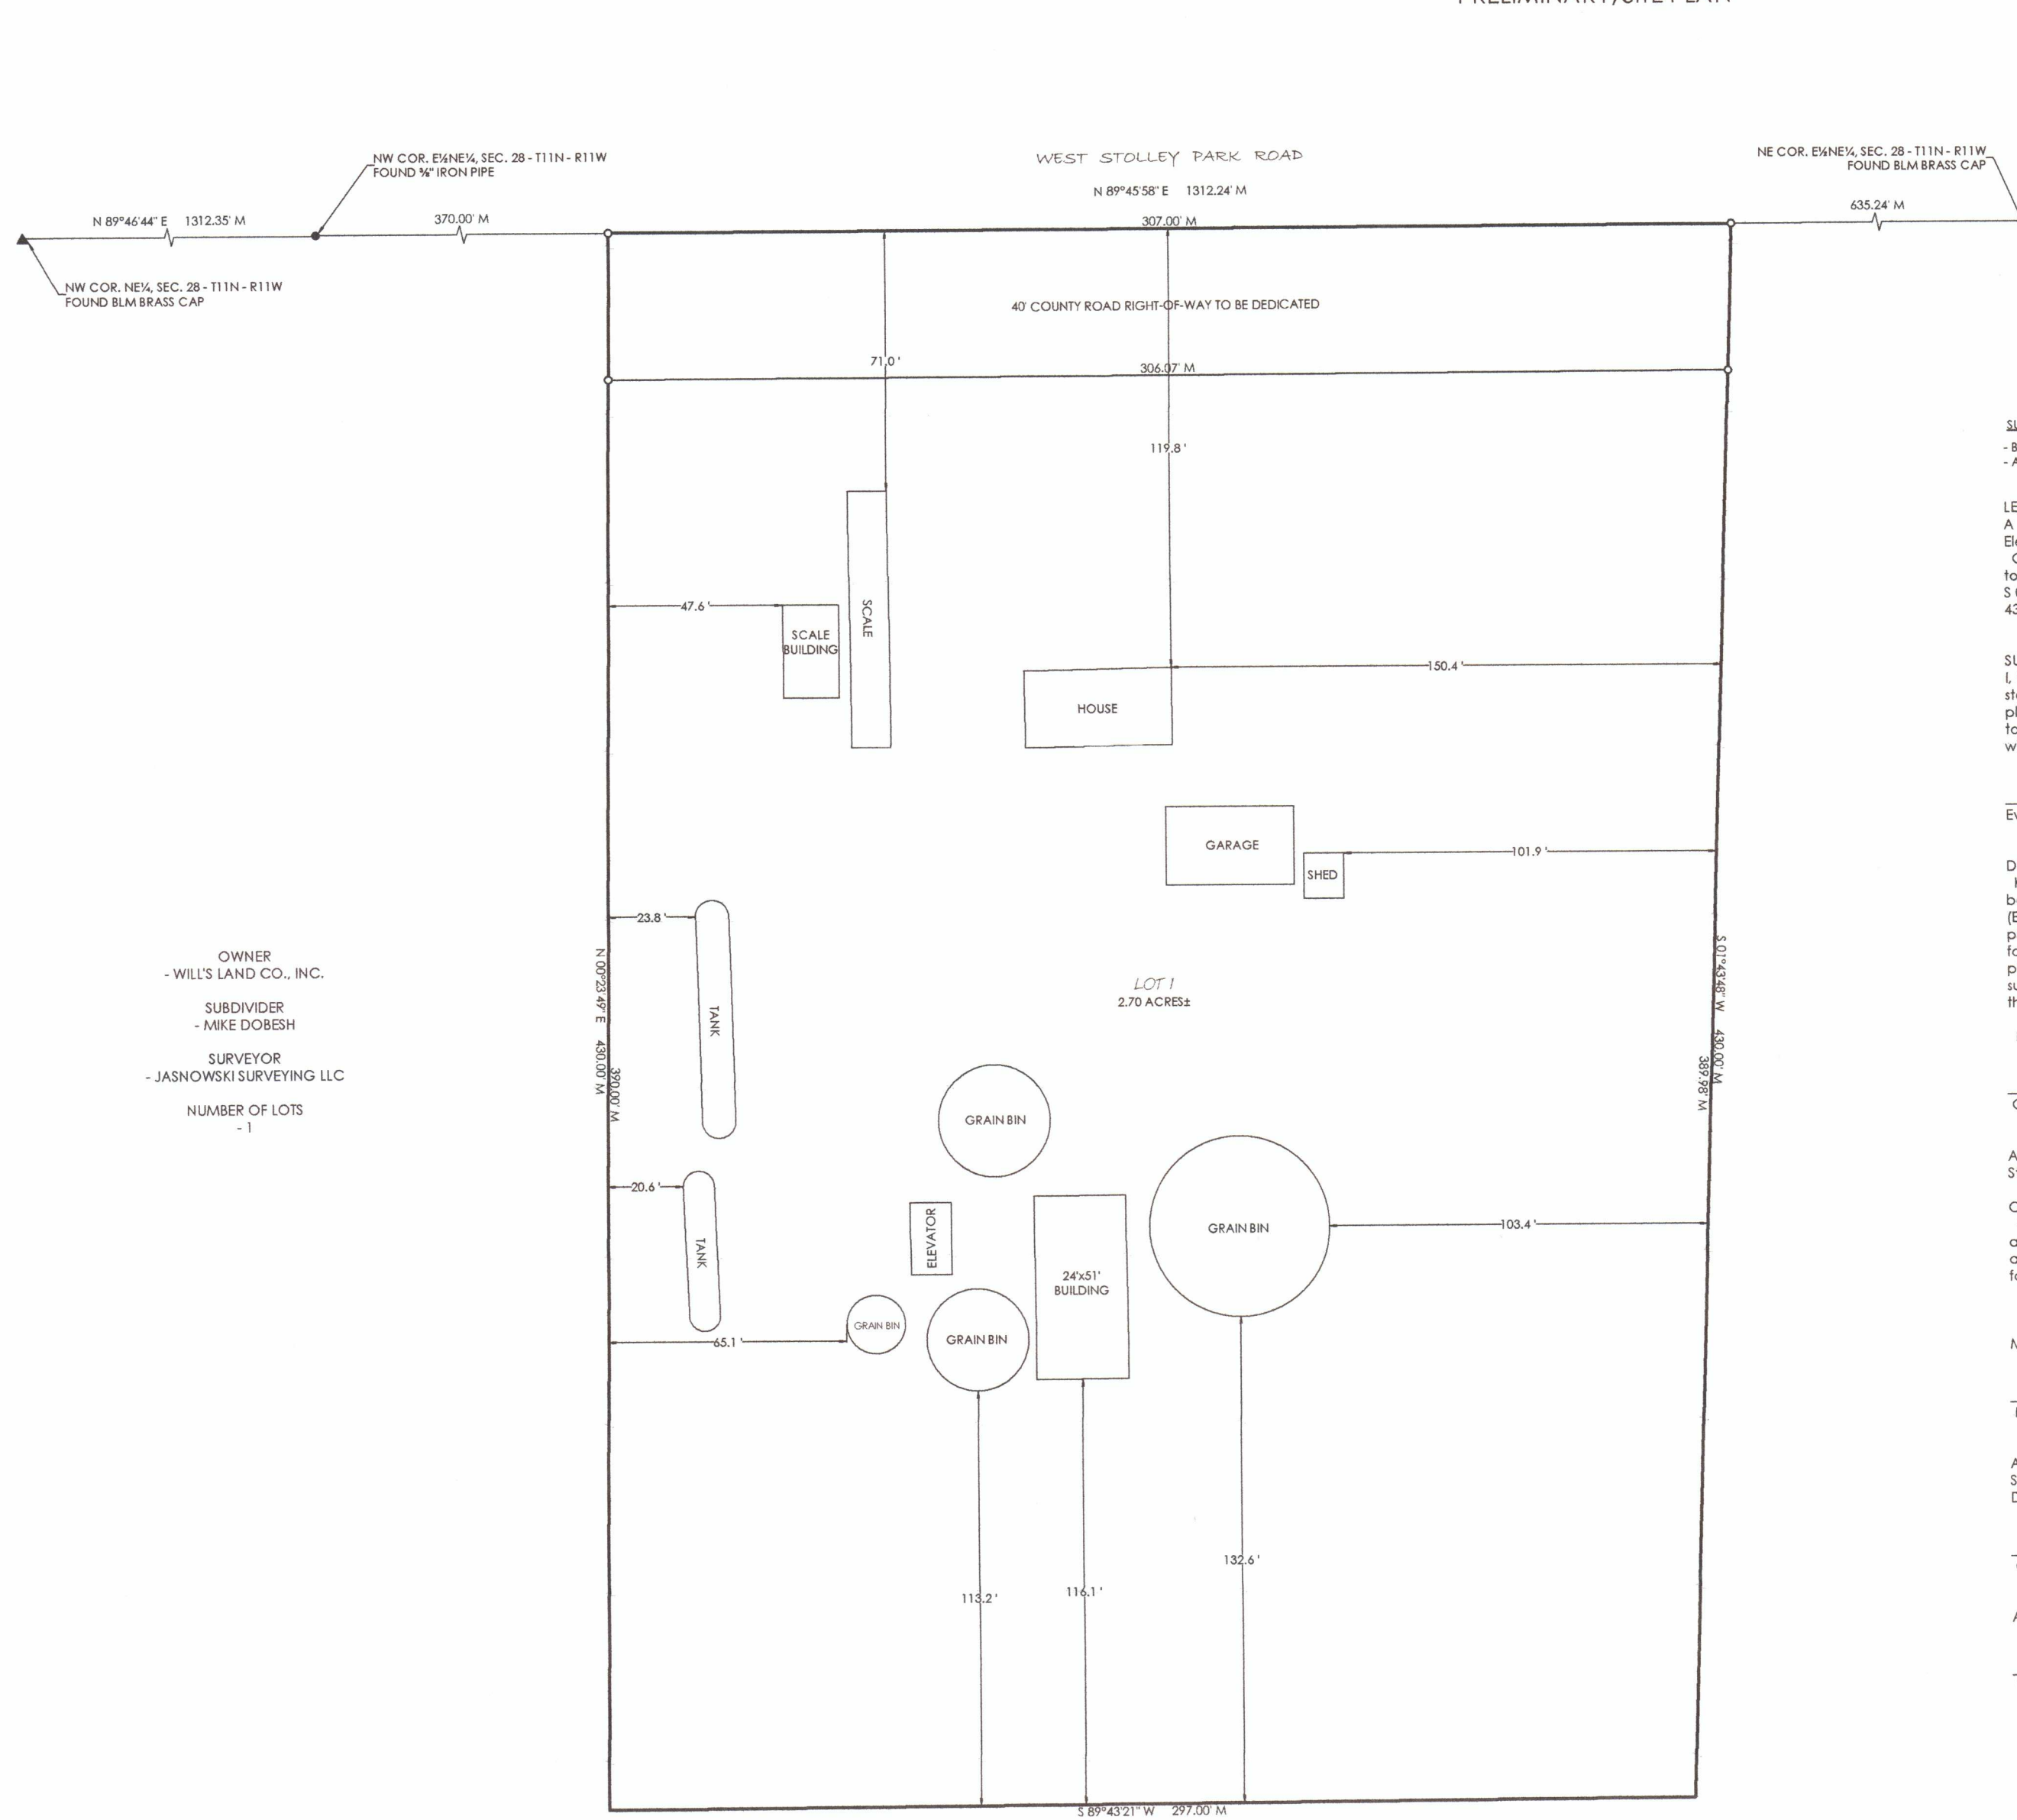 NW COR. E½NE¼, SEC. 28 - T11N - R11W
FOUND ⅝" IRON PIPE
WEST STOLLEY PARK ROAD
N 89°45'58" E 1312.24' M
NE COR. E½NE¼, SEC. 28 - T11N - R11W
FOUND BLM BRASS CAP
N 89°46'44" E 1312.35' M
370.00' M
307.00' M
635.24' M
NW COR. NE¼, SEC. 28 - T11N - R11W
FOUND BLM BRASS CAP
40' COUNTY ROAD RIGHT-OF-WAY TO BE DEDICATED
71.0'
306.07' M
119.8'
47.6'
SCALE
BUILDING
SCALE
150.4'
HOUSE
GARAGE
SHED
101.9'
23.8'
TANK
N 00°23'49" E 430.00' M
390.00' M
S 01°43'48" W 430.00' M
389.98' M
OWNER
- WILL'S LAND CO., INC.
SUBDIVIDER
- MIKE DOBESH
SURVEYOR
- JASNOWSKI SURVEYING LLC
NUMBER OF LOTS
- 1
LOT 1
2.70 ACRES±
GRAIN BIN
20.6'
TANK
ELEVATOR
24'x51'
BUILDING
GRAIN BIN
103.4'
GRAIN BIN
GRAIN BIN
65.1'
113.2'
116.1'
132.6'
S 89°43'21" W 297.00' M